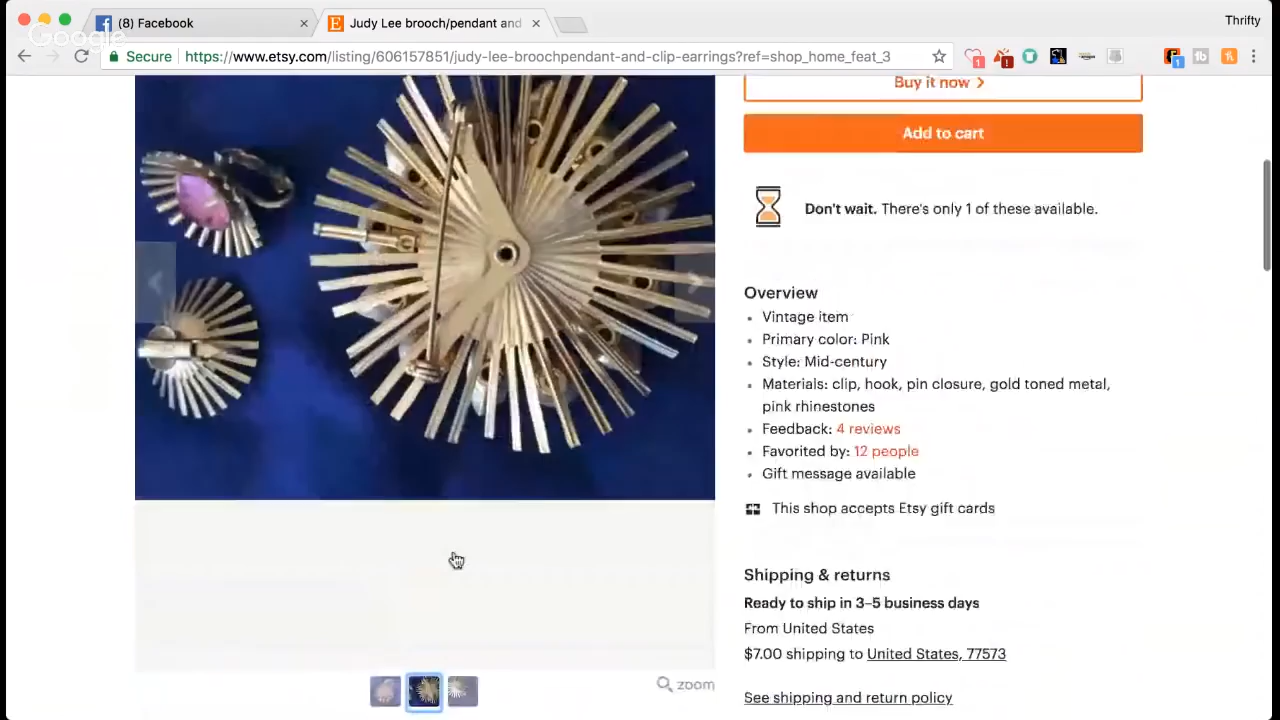 (8) Facebook
Judy Lee brooch/pendant and
Thrifty
Google
Secure
https://www.etsy.com/listing/606157851/judy-lee-broochpendant-and-clip-earrings?ref=shop_home_feat_3
1
!
1
Buy it now
Add to cart
Don't wait. There's only 1 of these available.
Overview
Vintage item
Primary color: Pink
Style: Mid-century
Materials: clip, hook, pin closure, gold toned metal,
pink rhinestones
Feedback: 4 reviews
Favorited by: 12 people
Gift message available
This shop accepts Etsy gift cards
Shipping & returns
Ready to ship in 3–5 business days
From United States
$7.00 shipping to United States, 77573
zoom
See shipping and return policy